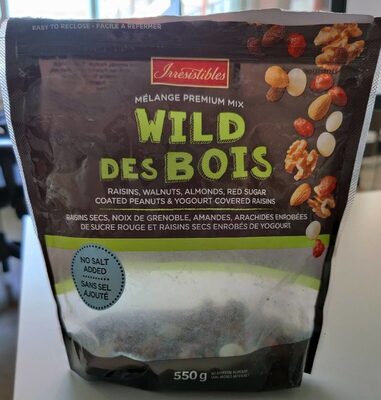 EASY TO RECLOSE • FACILE À REFERMER
Irresistibles
MÉLANGE PREMIUM MIX
WILD
DES BOIS
RAISINS, WALNUTS, ALMONDS, RED SUGAR
COATED PEANUTS & YOGOURT COVERED RAISINS
RAISINS SECS, NOIX DE GRENOBLE, AMANDES, ARACHIDES ENROBÉES
DE SUCRE ROUGE ET RAISINS SECS ENROBÉS DE YOGOURT
NO SALT
ADDED
SANS SEL
AJOUTÉ
550 g